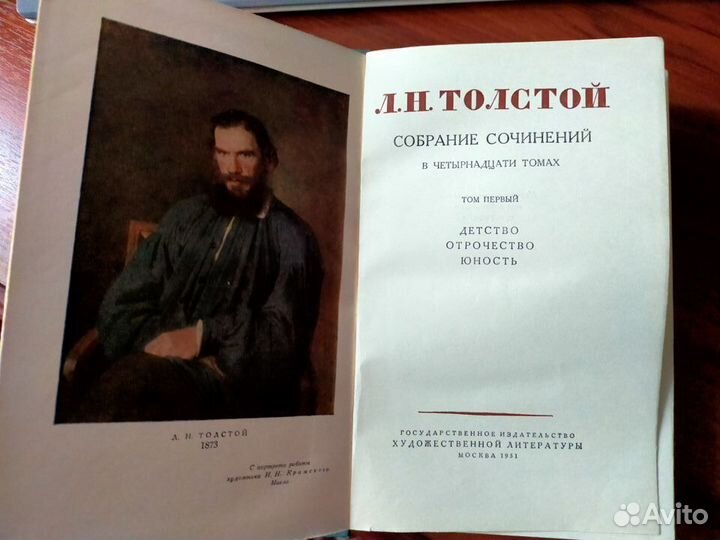 Л. Н. ТОЛСТОЙ
1873
С портрета работы
художника И. Н. Крамского
Масло
Л.Н. ТОЛСТОЙ
СОБРАНИЕ СОЧИНЕНИЙ
В ЧЕТЫРНАДЦАТИ ТОМАХ
ТОМ ПЕРВЫЙ
ДЕТСТВО
ОТРОЧЕСТВО
ЮНОСТЬ
ГОСУДАРСТВЕННОЕ ИЗДАТЕЛЬСТВО
ХУДОЖЕСТВЕННОЙ ЛИТЕРАТУРЫ
МОСКВА 1951
Avito